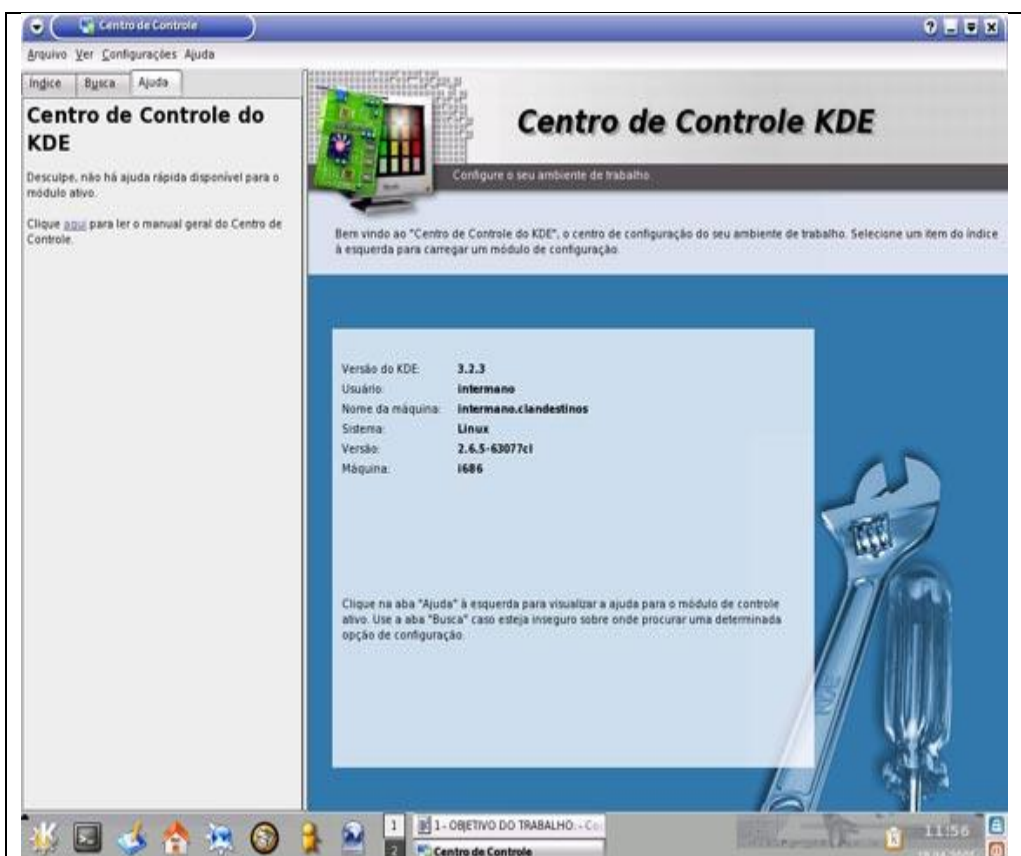 Centro de Controle
Arquivo Ver Configurações Ajuda
Índice Busca Ajuda
Centro de Controle do
KDE
Desculpe, não há ajuda rápida disponível para o
módulo ativo.
Clique aqui para ler o manual geral do Centro de
Controle.
Centro de Controle KDE
Configure o seu ambiente de trabalho.
Bem vindo ao "Centro de Controle do KDE", o centro de configuração do seu ambiente de trabalho. Selecione um item do índice
à esquerda para carregar um módulo de configuração.
Versão do KDE: 3.2.3
Usuário: intermano
Nome da máquina: intermano.clandestinos
Sistema: Linux
Versão: 2.6.5-63077cl
Máquina: i686
Clique na aba "Ajuda" à esquerda para visualizar a ajuda para o módulo de controle
ativo. Use a aba "Busca" caso esteja inseguro sobre onde procurar uma determinada
opção de configuração.
KDE
1 1 - OBJETIVO DO TRABALHO. - Co
2 Centro de Controle
11:56